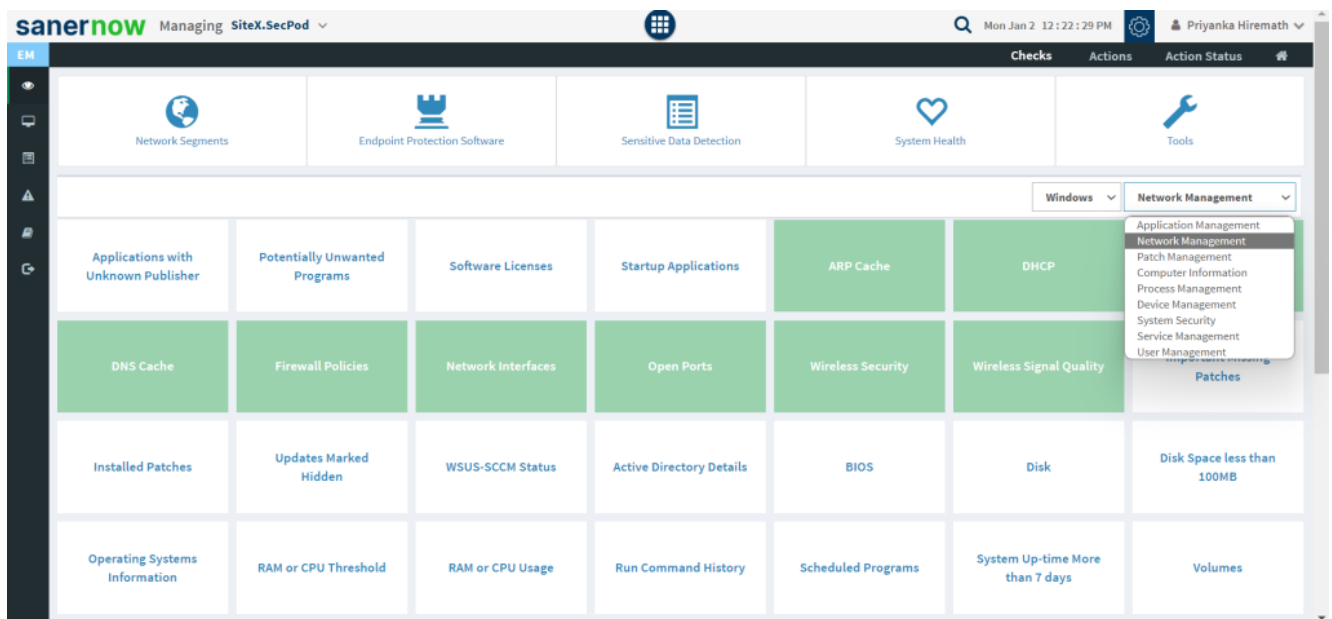 sanernow Managing SiteX.SecPod Mon Jan 2 12:22:29 PM Priyanka Hiremath
EM Checks Actions Action Status
Network Segments Endpoint Protection Software Sensitive Data Detection System Health Tools
Windows Network Management
Application Management
Network Management
Patch Management
Computer Information
Process Management
Device Management
System Security
Service Management
User Management
Applications with Unknown Publisher
Potentially Unwanted Programs
Software Licenses
Startup Applications
ARP Cache
DHCP
DNS Cache
Firewall Policies
Network Interfaces
Open Ports
Wireless Security
Wireless Signal Quality
Important Missing Patches
Installed Patches
Updates Marked Hidden
WSUS-SCCM Status
Active Directory Details
BIOS
Disk
Disk Space less than 100MB
Operating Systems Information
RAM or CPU Threshold
RAM or CPU Usage
Run Command History
Scheduled Programs
System Up-time More than 7 days
Volumes